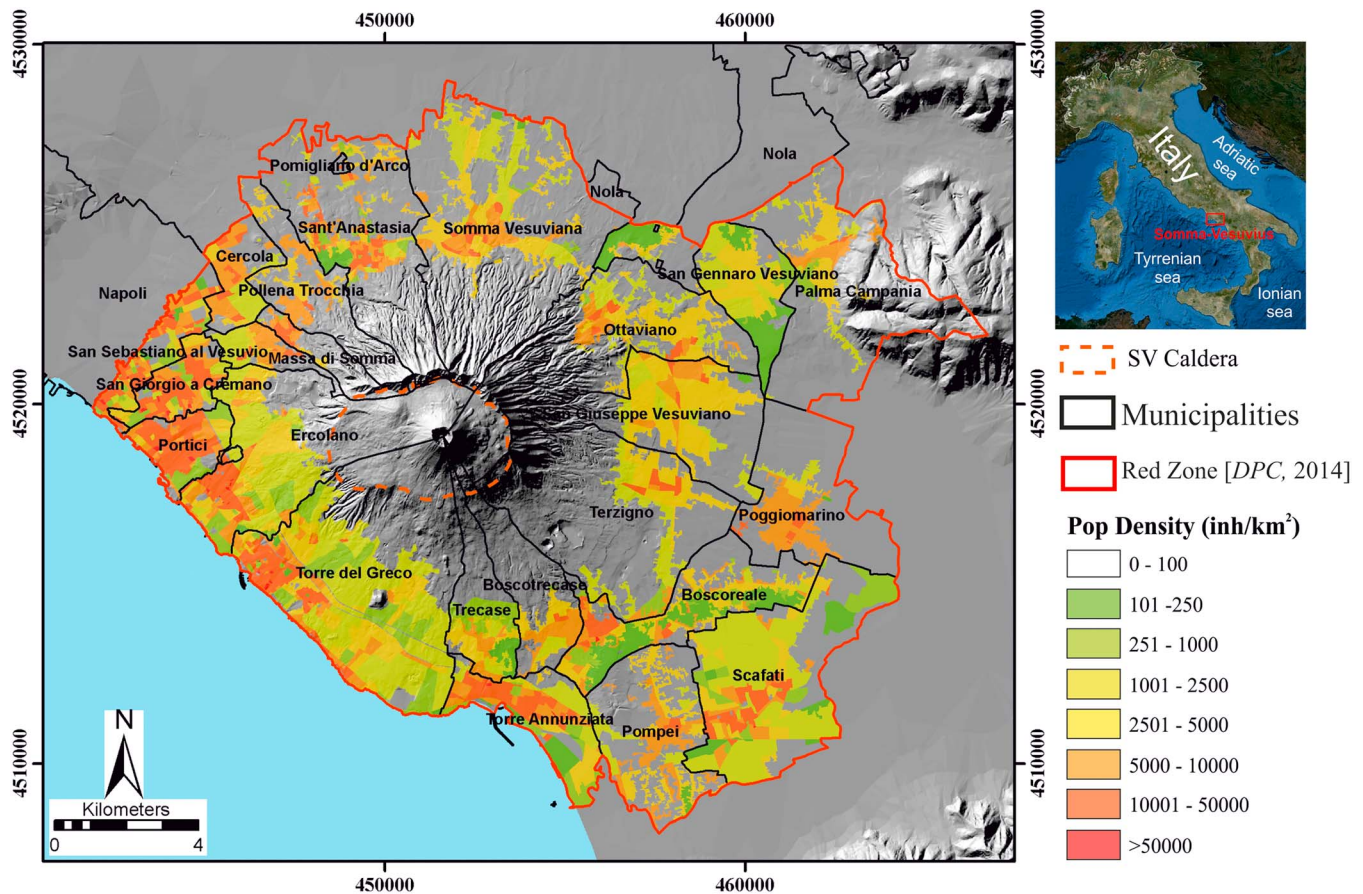 450000
460000
4530000
4530000
Nola
Pomigliano d'Arco
Nola
Sant'Anastasia
Somma Vesuviana
Cercola
San Gennaro Vesuviano
Napoli
Pollena Trocchia
Palma Campania
Ottaviano
San Sebastiano al Vesuvio
Massa di Somma
San Giorgio a Cremano
4520000
4520000
San Giuseppe Vesuviano
Ercolano
Portici
Terzigno
Poggiomarino
Torre del Greco
Boscotrecase
Boscoreale
Trecase
Scafati
Torre Annunziata
Pompei
N
4510000
4510000
Kilometers
0 4
450000
460000
Italy
Adriatic
sea
Somma-Vesuvius
Tyrrenian
sea
Ionian
sea
SV Caldera
Municipalities
Red Zone [DPC, 2014]
Pop Density (inh/km²)
0 - 100
101 -250
251 - 1000
1001 - 2500
2501 - 5000
5000 - 10000
10001 - 50000
>50000